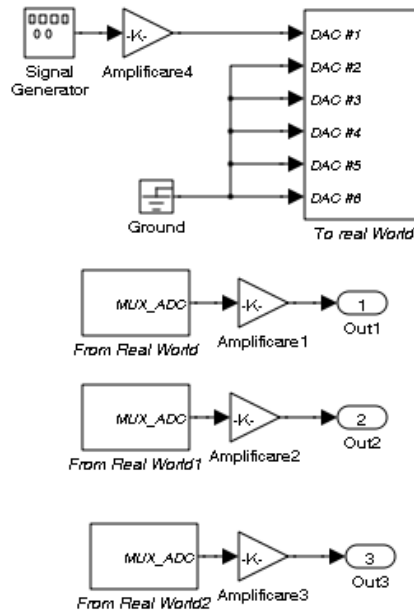 -K-
DAC #1
Signal
Generator
Amplificare4
DAC #2
DAC #3
DAC #4
DAC #5
DAC #6
Ground
To real World
MUX_ADC
-K-
1
From Real World
Amplificare1
Out1
MUX_ADC
-K-
2
From Real World1
Amplificare2
Out2
MUX_ADC
-K-
3
From Real World2
Amplificare3
Out3